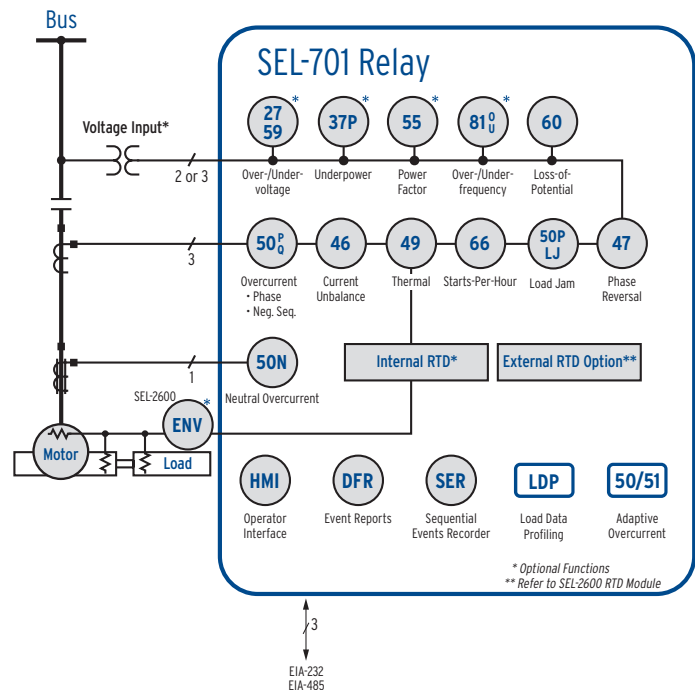 Bus
SEL-701 Relay
Voltage Input*
2 or 3
27
59
*
37P
*
55
*
81 O
U
*
60
Over-/Under-
voltage
Underpower
Power
Factor
Over-/Under-
frequency
Loss-of-
Potential
3
50 P
Q
46
49
66
50P
LJ
47
Overcurrent
• Phase
• Neg. Seq.
Current
Unbalance
Thermal
Starts-Per-Hour
Load Jam
Phase
Reversal
1
50N
Neutral Overcurrent
Internal RTD*
External RTD Option**
SEL-2600
ENV
*
Motor
Load
HMI
DFR
SER
LDP
50/51
Operator
Interface
Event Reports
Sequential
Events Recorder
Load Data
Profiling
Adaptive
Overcurrent
* Optional Functions
** Refer to SEL-2600 RTD Module
3
EIA-232
EIA-485